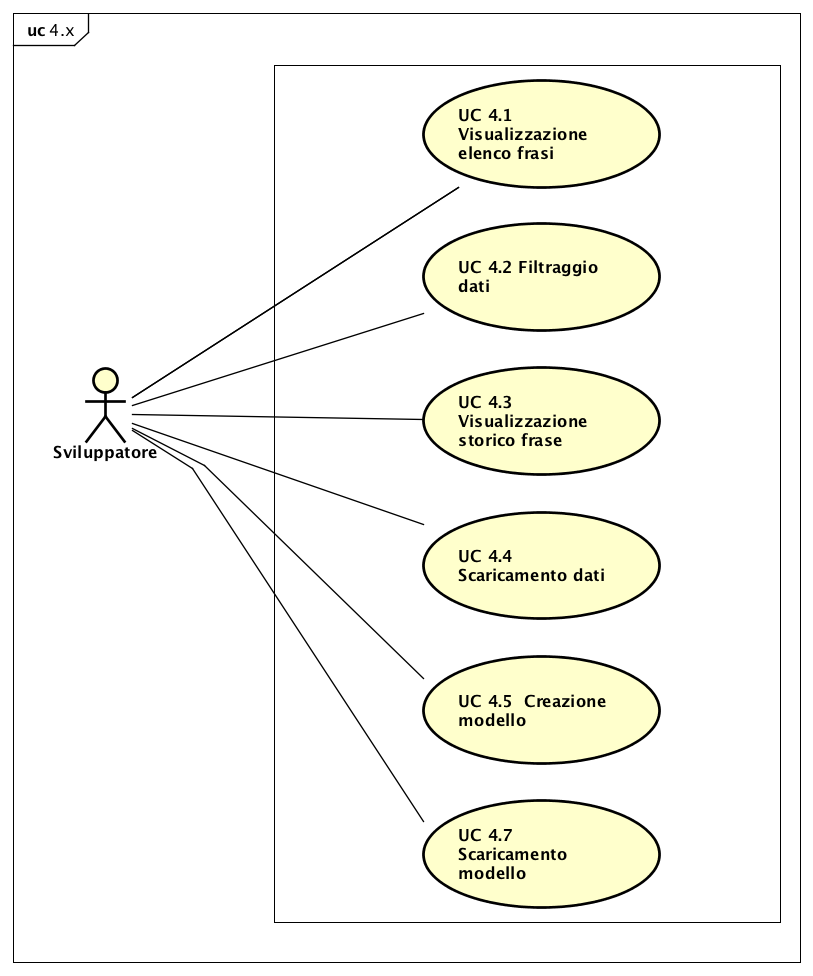 uc 4.x
UC 4.1
Visualizzazione
elenco frasi
UC 4.2 Filtraggio
dati
UC 4.3
Visualizzazione
storico frase
Sviluppatore
UC 4.4
Scaricamento dati
UC 4.5  Creazione
modello
UC 4.7
Scaricamento
modello